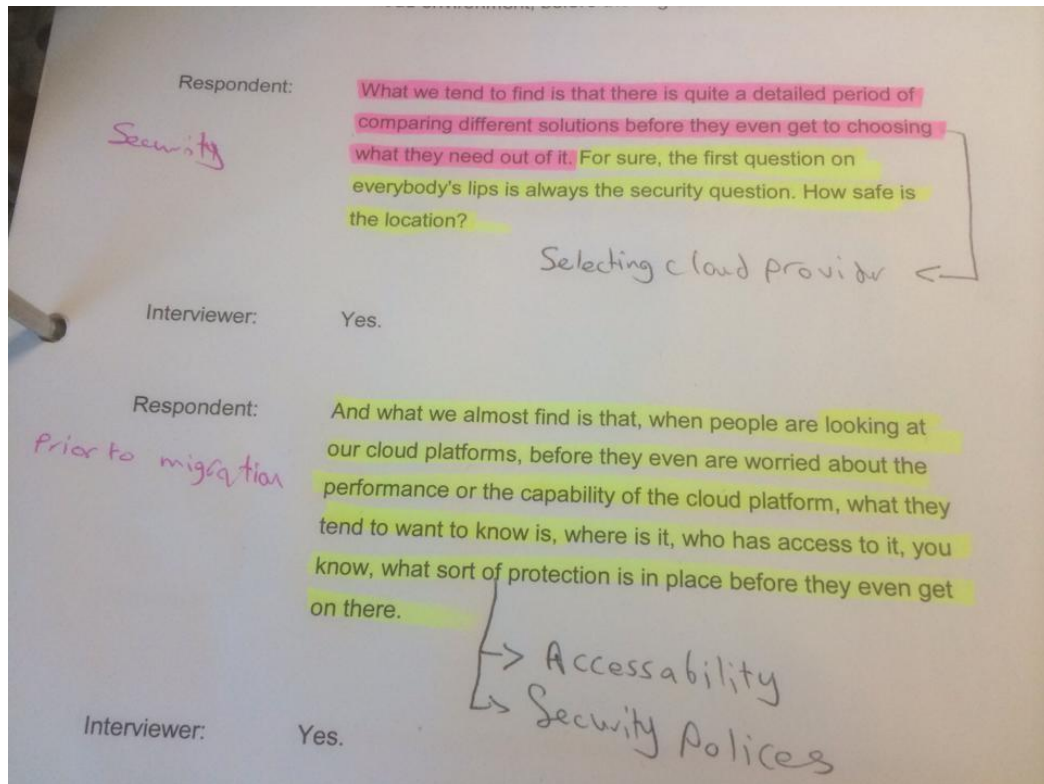 Respondent: What we tend to find is that there is quite a detailed period of
comparing different solutions before they even get to choosing
Security
what they need out of it. For sure, the first question on
everybody's lips is always the security question. How safe is
the location?
Selecting cloud provider
Interviewer: Yes.
Respondent: And what we almost find is that, when people are looking at
our cloud platforms, before they even are worried about the
Prior to migration
performance or the capability of the cloud platform, what they
tend to want to know is, where is it, who has access to it, you
know, what sort of protection is in place before they even get
on there.
Accessability
Security Polices
Interviewer: Yes.